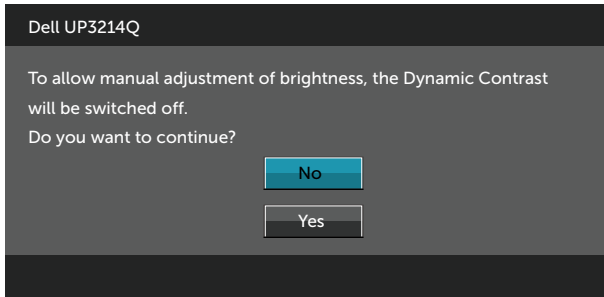 Dell UP3214Q
To allow manual adjustment of brightness, the Dynamic Contrast
will be switched off.
Do you want to continue?
No
Yes